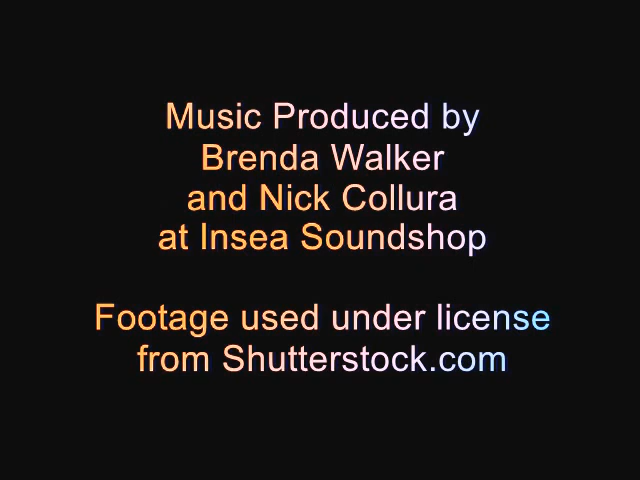 Music Produced by
Brenda Walker
and Nick Collura
at Insea Soundshop
Footage used under license
from Shutterstock.com